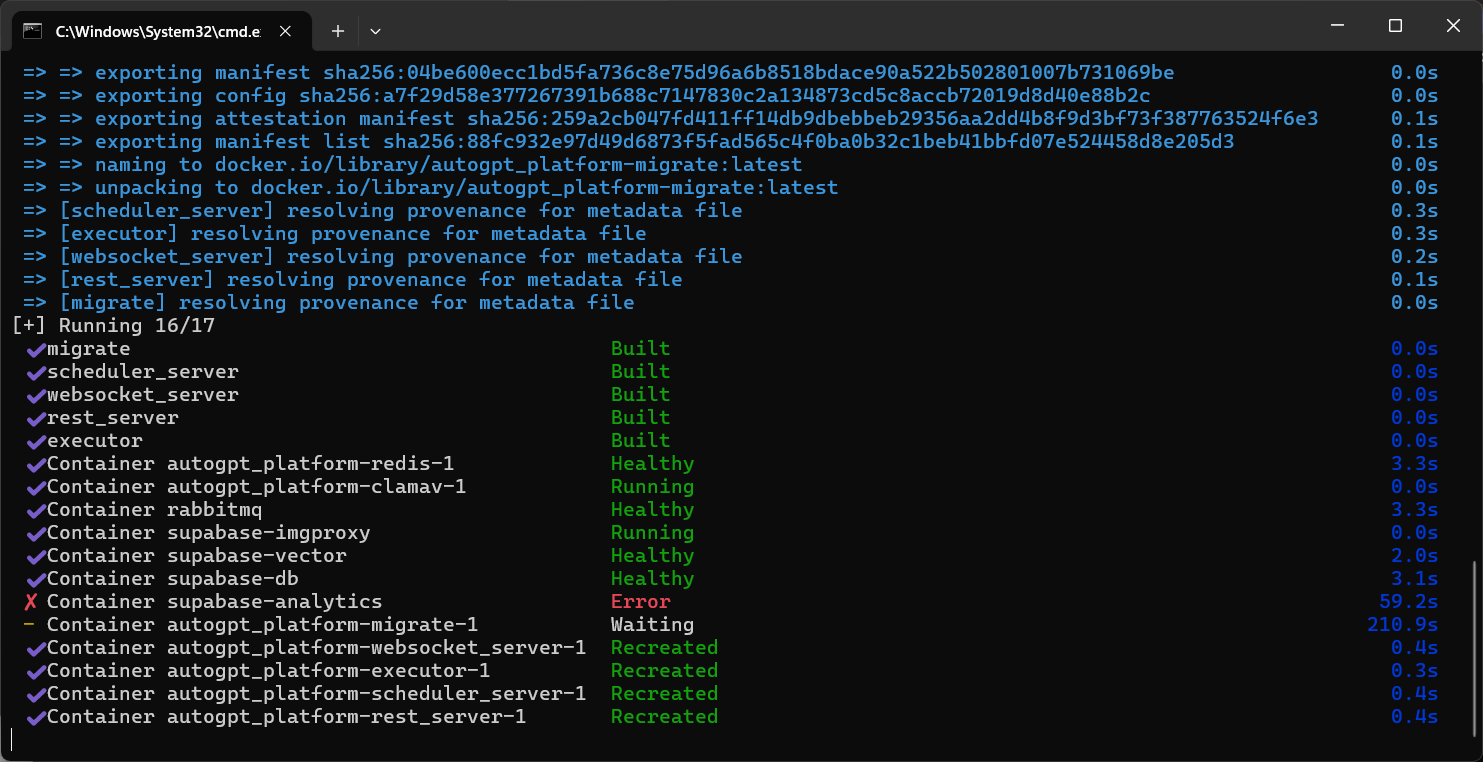 C:\Windows\System32\cmd.e
=> => exporting manifest sha256:04be600ecc1bd5fa736c8e75d96a6b8518bdace90a522b502801007b731069be 0.0s
=> => exporting config sha256:a7f29d58e377267391b688c7147830c2a134873cd5c8accb72019d8d40e88b2c 0.0s
=> => exporting attestation manifest sha256:259a2cb047fd411ff14db9dbebbeb29356aa2dd4b8f9d3bf73f387763524f6e3 0.1s
=> => exporting manifest list sha256:88fc932e97d49d6873f5fad565c4f0ba0b32c1beb41bbfd07e524458d8e205d3 0.1s
=> => naming to docker.io/library/autogpt_platform-migrate:latest 0.0s
=> => unpacking to docker.io/library/autogpt_platform-migrate:latest 0.0s
=> [scheduler_server] resolving provenance for metadata file 0.3s
=> [executor] resolving provenance for metadata file 0.3s
=> [websocket_server] resolving provenance for metadata file 0.2s
=> [rest_server] resolving provenance for metadata file 0.1s
=> [migrate] resolving provenance for metadata file 0.0s
[+] Running 16/17
✔migrate Built 0.0s
✔scheduler_server Built 0.0s
✔websocket_server Built 0.0s
✔rest_server Built 0.0s
✔executor Built 0.0s
✔Container autogpt_platform-redis-1 Healthy 3.3s
✔Container autogpt_platform-clamav-1 Running 0.0s
✔Container rabbitmq Healthy 3.3s
✔Container supabase-imgproxy Running 0.0s
✔Container supabase-vector Healthy 2.0s
✔Container supabase-db Healthy 3.1s
✘ Container supabase-analytics Error 59.2s
- Container autogpt_platform-migrate-1 Waiting 210.9s
✔Container autogpt_platform-websocket_server-1 Recreated 0.4s
✔Container autogpt_platform-executor-1 Recreated 0.3s
✔Container autogpt_platform-scheduler_server-1 Recreated 0.4s
✔Container autogpt_platform-rest_server-1 Recreated 0.4s